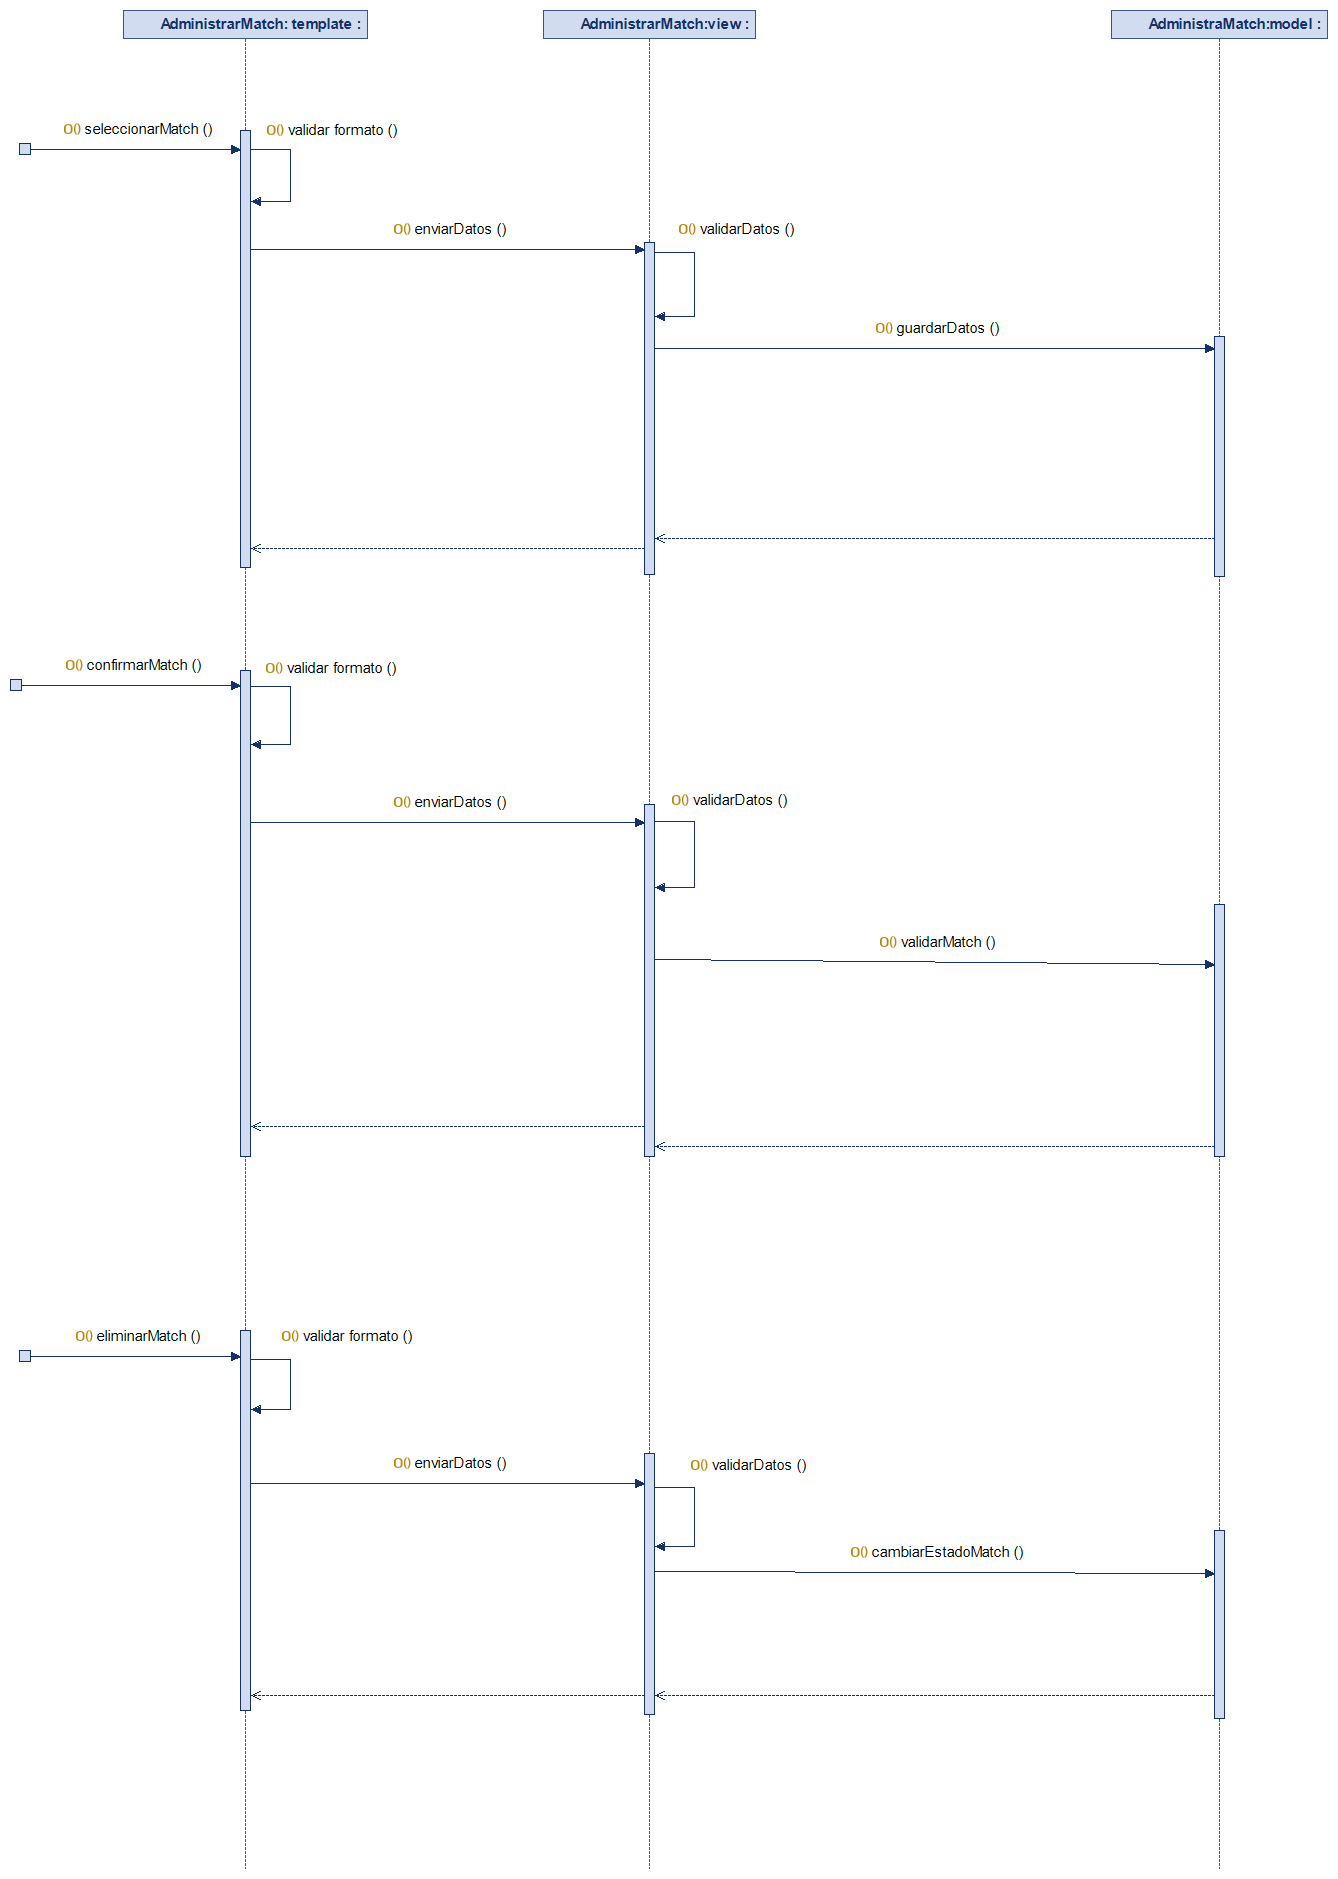 AdministrarMatch: template :
AdministrarMatch:view :
AdministraMatch:model :
O() seleccionarMatch ()
O() validar formato ()
O() enviarDatos ()
O() validarDatos ()
O() guardarDatos ()
O() confirmarMatch ()
O() validar formato ()
O() enviarDatos ()
O() validarDatos ()
O() validarMatch ()
O() eliminarMatch ()
O() validar formato ()
O() enviarDatos ()
O() validarDatos ()
O() cambiarEstadoMatch ()